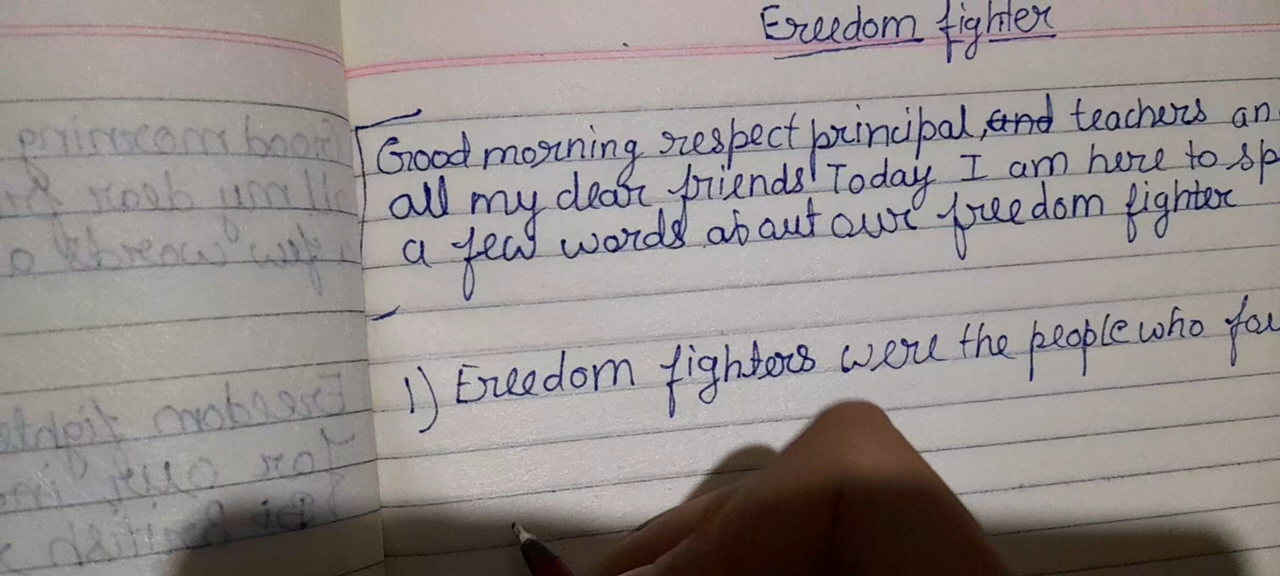 Freedom fighter
Good morning respect principal, and teachers an
all my dear friends! Today I am here to sp
a few words about our freedom fighter
1) Freedom fighters were the people who fou